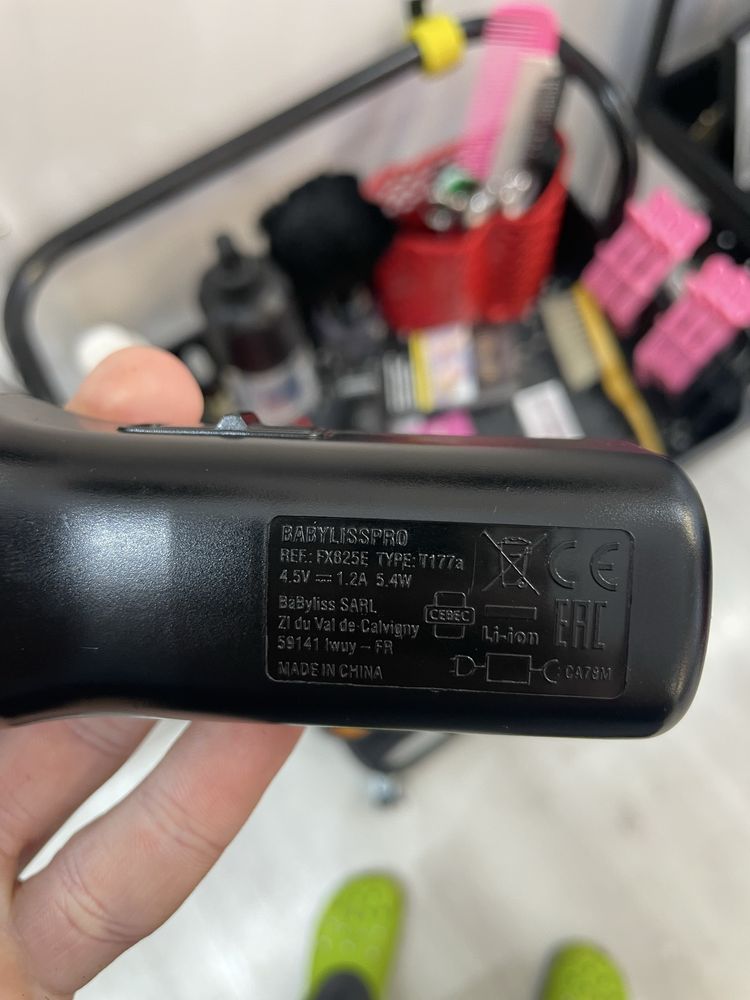 BABYLISSPRO
REF.: FX825E TYPE: T177a
4.5V ⎓ 1.2A 5.4W
BaByliss SARL
ZI du Val de Calvigny
59141 Iwuy – FR
MADE IN CHINA
CEBEC
Li-ion
CE
EAC
CA79M